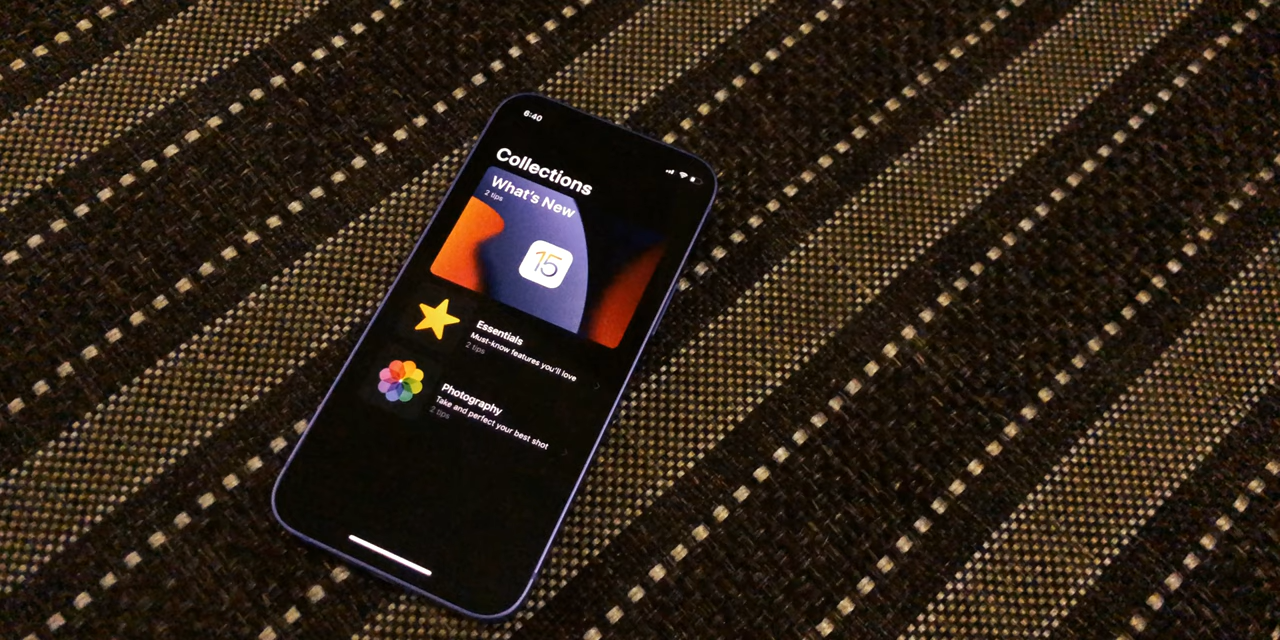 6:40
Collections
What's New
2 tips
15
Essentials
Must-know features you'll love
2 tips
Photography
Take and perfect your best shot
2 tips